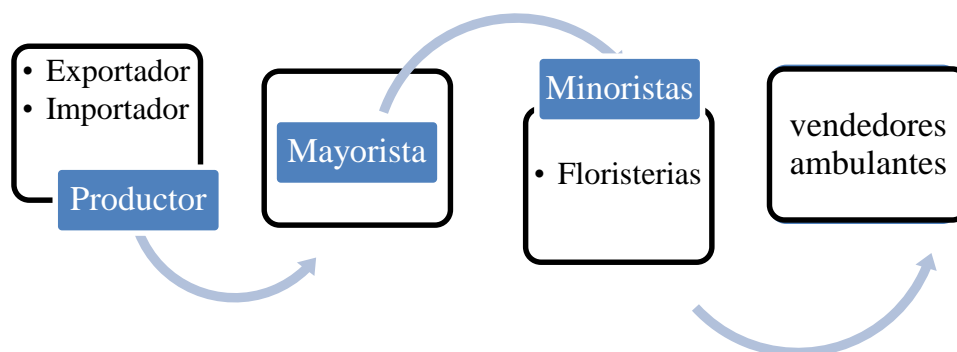 • Exportador
• Importador
Productor
Mayorista
Minoristas
• Floristerias
vendedores
ambulantes